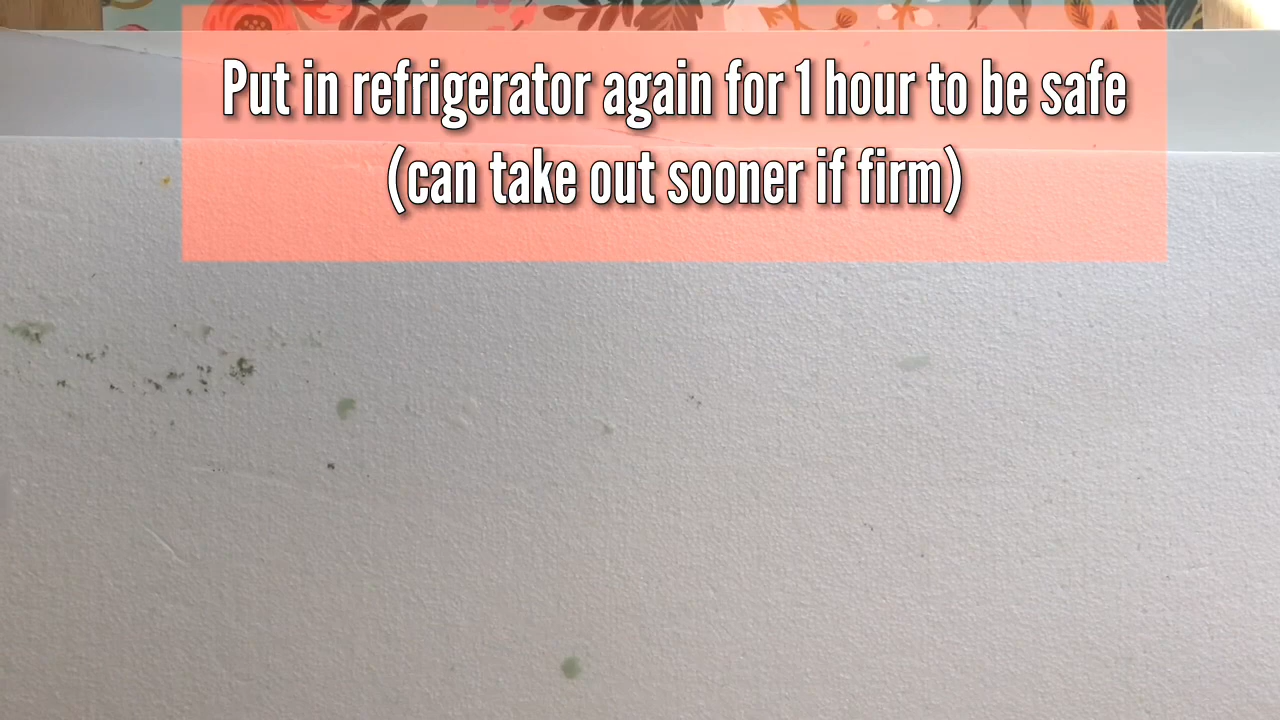 Put in refrigerator again for 1 hour to be safe
(can take out sooner if firm)